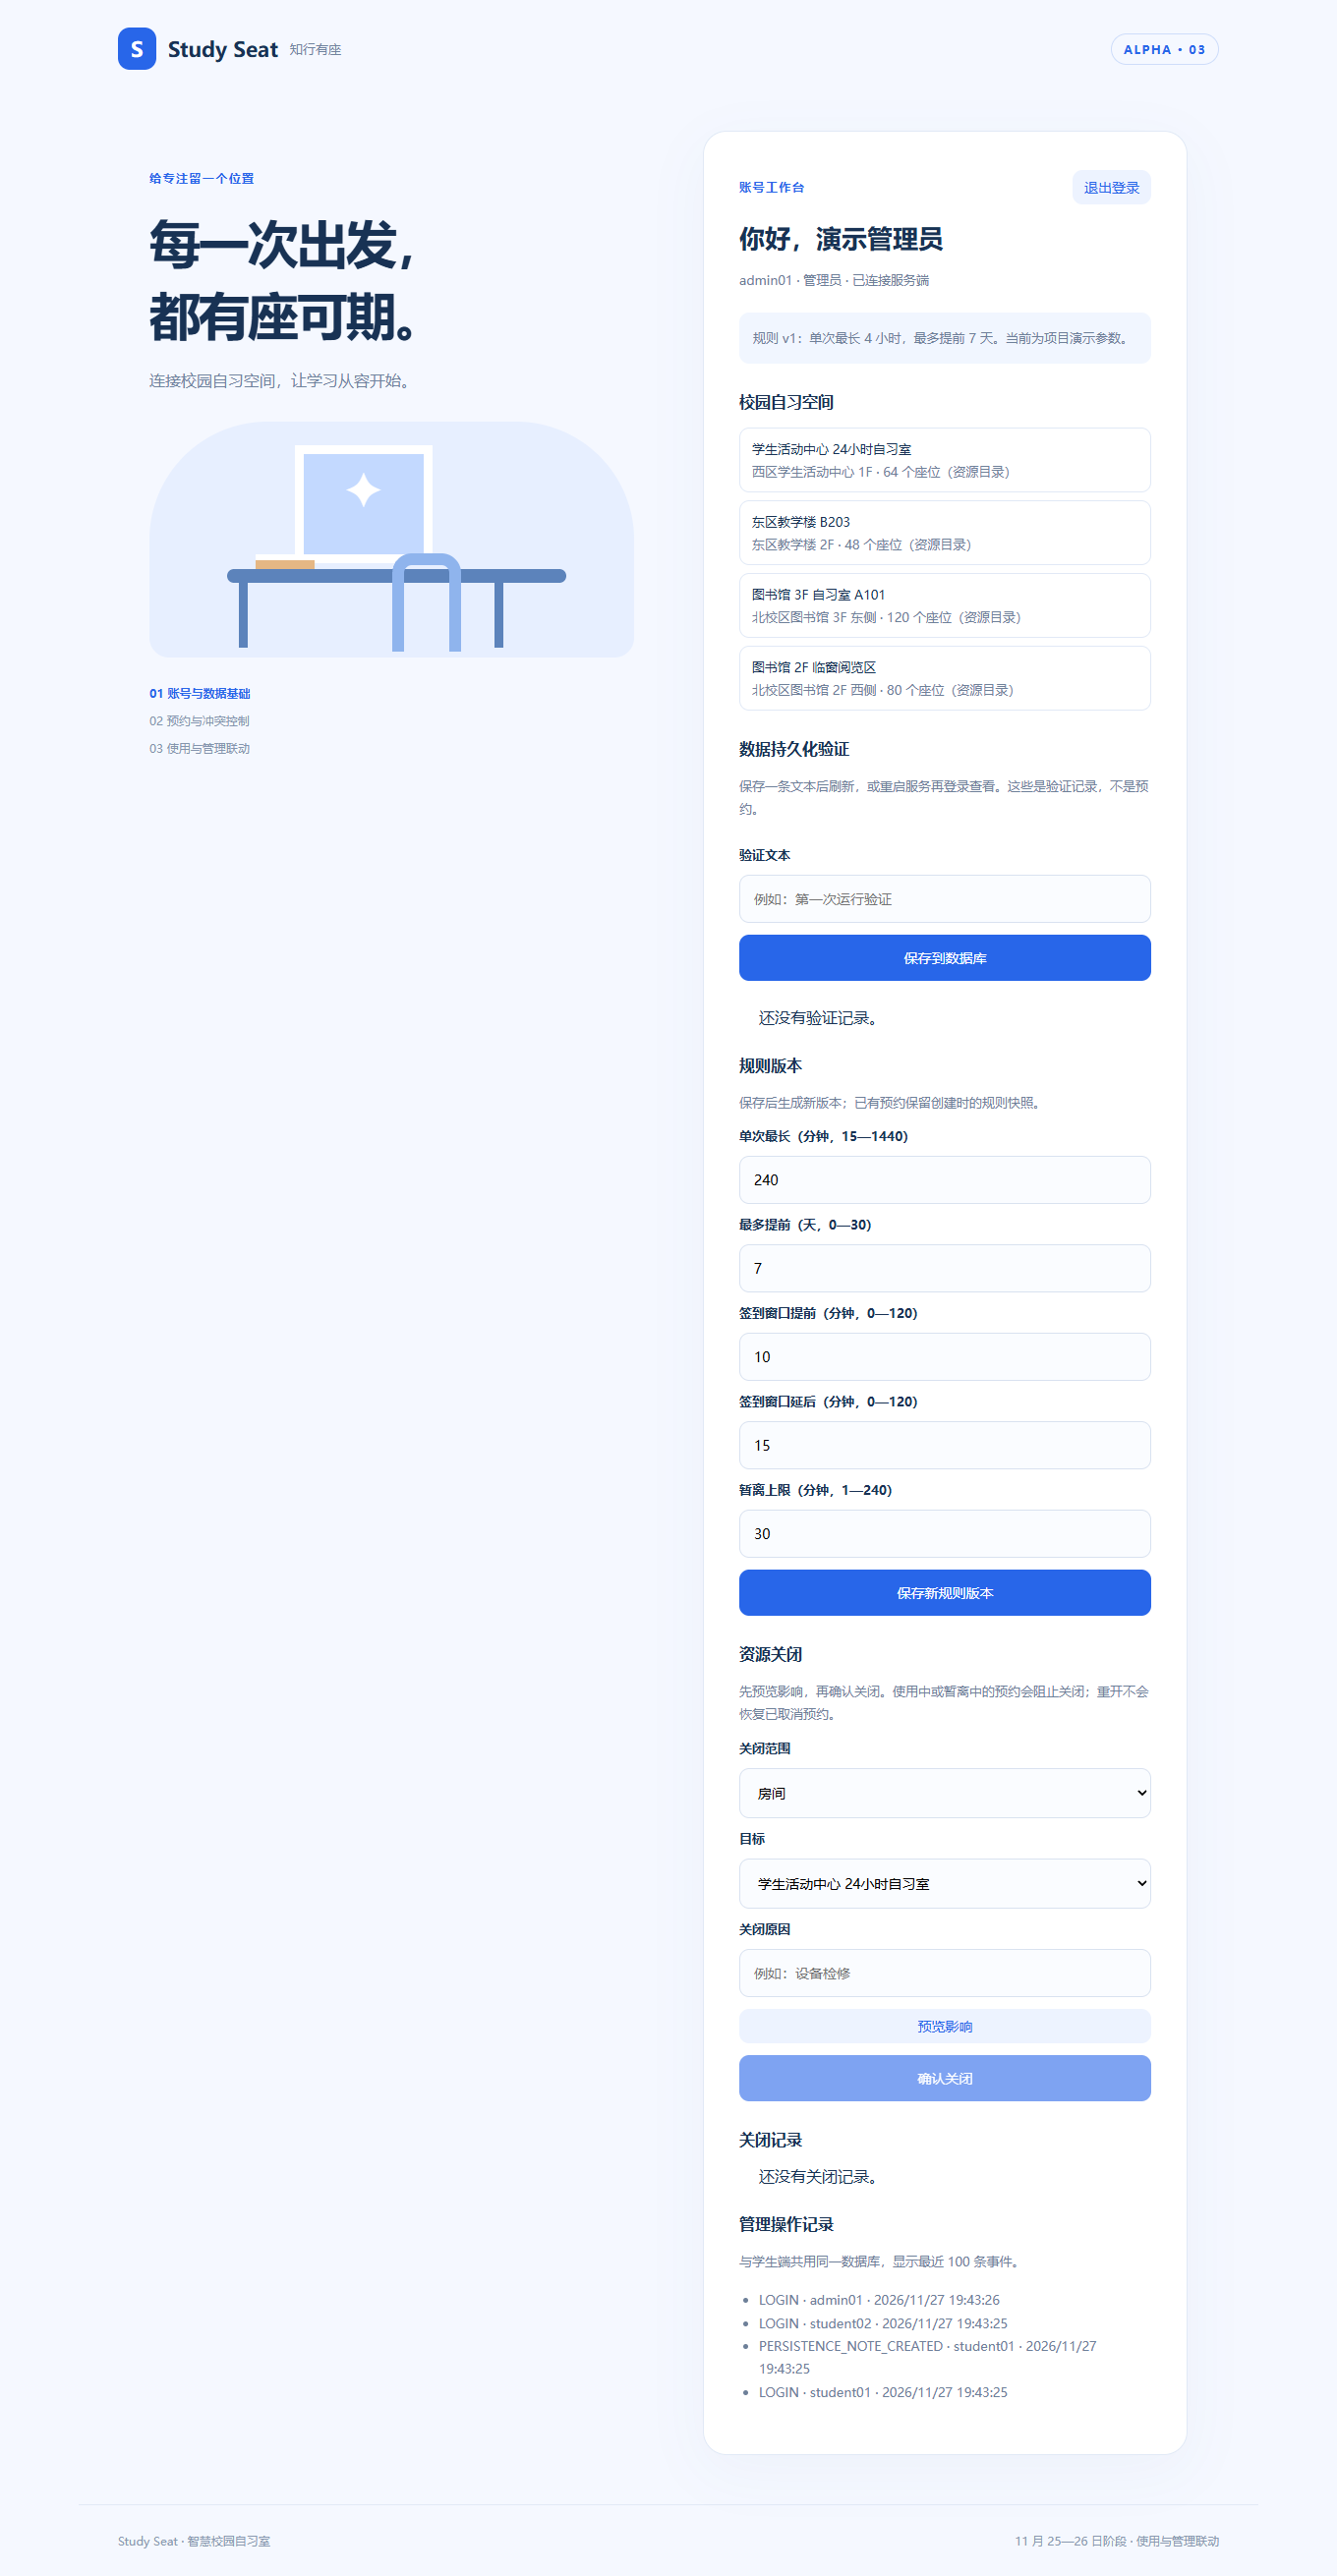 S
Study Seat 知行有座
ALPHA · 03
给专注留一个位置
每一次出发，
都有座可期。
连接校园自习空间，让学习从容开始。
01 账号与数据基础
02 预约与冲突控制
03 使用与管理联动
账号工作台
退出登录
你好，演示管理员
admin01 · 管理员 · 已连接服务端
规则 v1：单次最长 4 小时，最多提前 7 天。当前为项目演示参数。
校园自习空间
学生活动中心 24小时自习室
西区学生活动中心 1F · 64 个座位（资源目录）
东区教学楼 B203
东区教学楼 2F · 48 个座位（资源目录）
图书馆 3F 自习室 A101
北校区图书馆 3F 东侧 · 120 个座位（资源目录）
图书馆 2F 临窗阅览区
北校区图书馆 2F 西侧 · 80 个座位（资源目录）
数据持久化验证
保存一条文本后刷新，或重启服务再登录查看。这些是验证记录，不是预
约。
验证文本
例如：第一次运行验证
保存到数据库
还没有验证记录。
规则版本
保存后生成新版本；已有预约保留创建时的规则快照。
单次最长（分钟，15—1440）
240
最多提前（天，0—30）
7
签到窗口提前（分钟，0—120）
10
签到窗口延后（分钟，0—120）
15
暂离上限（分钟，1—240）
30
保存新规则版本
资源关闭
先预览影响，再确认关闭。使用中或暂离中的预约会阻止关闭；重开不会
恢复已取消预约。
关闭范围
房间
目标
学生活动中心 24小时自习室
关闭原因
例如：设备检修
预览影响
确认关闭
关闭记录
还没有关闭记录。
管理操作记录
与学生端共用同一数据库，显示最近 100 条事件。
LOGIN · admin01 · 2026/11/27 19:43:26
LOGIN · student02 · 2026/11/27 19:43:25
PERSISTENCE_NOTE_CREATED · student01 · 2026/11/27
19:43:25
LOGIN · student01 · 2026/11/27 19:43:25
Study Seat · 智慧校园自习室
11 月 25—26 日阶段 · 使用与管理联动